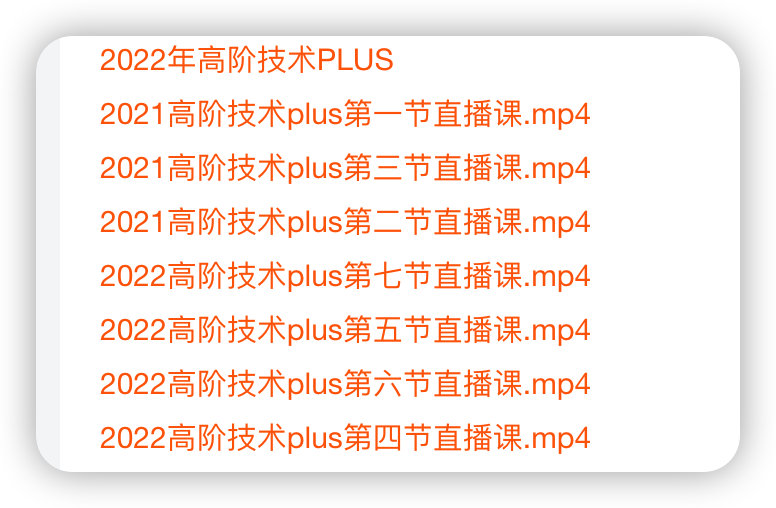 2022年高阶技术PLUS
2021高阶技术plus第一节直播课.mp4
2021高阶技术plus第三节直播课.mp4
2021高阶技术plus第二节直播课.mp4
2022高阶技术plus第七节直播课.mp4
2022高阶技术plus第五节直播课.mp4
2022高阶技术plus第六节直播课.mp4
2022高阶技术plus第四节直播课.mp4